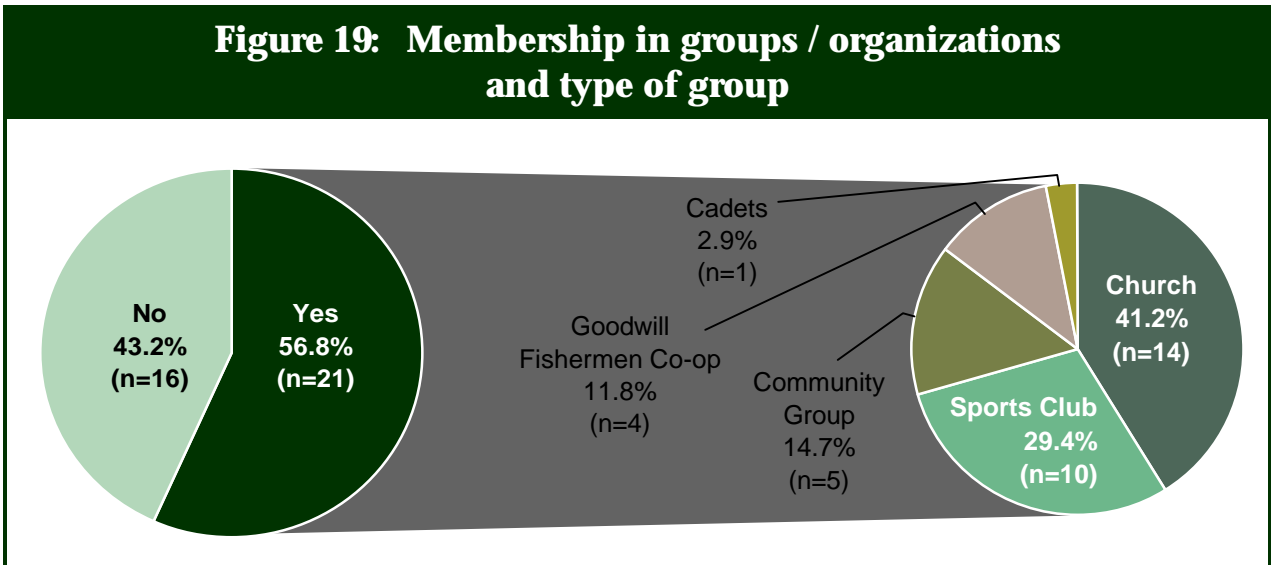 Figure 19: Membership in groups / organizations
and type of group
No
43.2%
(n=16)
Yes
56.8%
(n=21)
Cadets
2.9%
(n=1)
Goodwill
Fishermen Co-op
11.8%
(n=4)
Community
Group
14.7%
(n=5)
Church
41.2%
(n=14)
Sports Club
29.4%
(n=10)